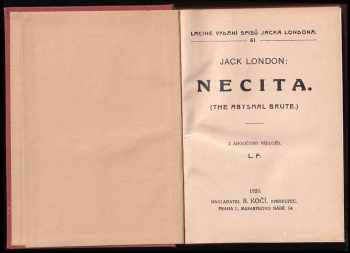 LACINÉ VYDÁNÍ SPISŮ JACKA LONDONA.
61
JACK LONDON:
NECITA.
(THE ABYSMAL BRUTE.)
Z ANGLIČTINY PŘELOŽIL
L. P.
NAKLADATEL B. KOČÍ, KNIHKUPEC,
PRAHA I., MASARYKOVO NÁBŘ. 14.